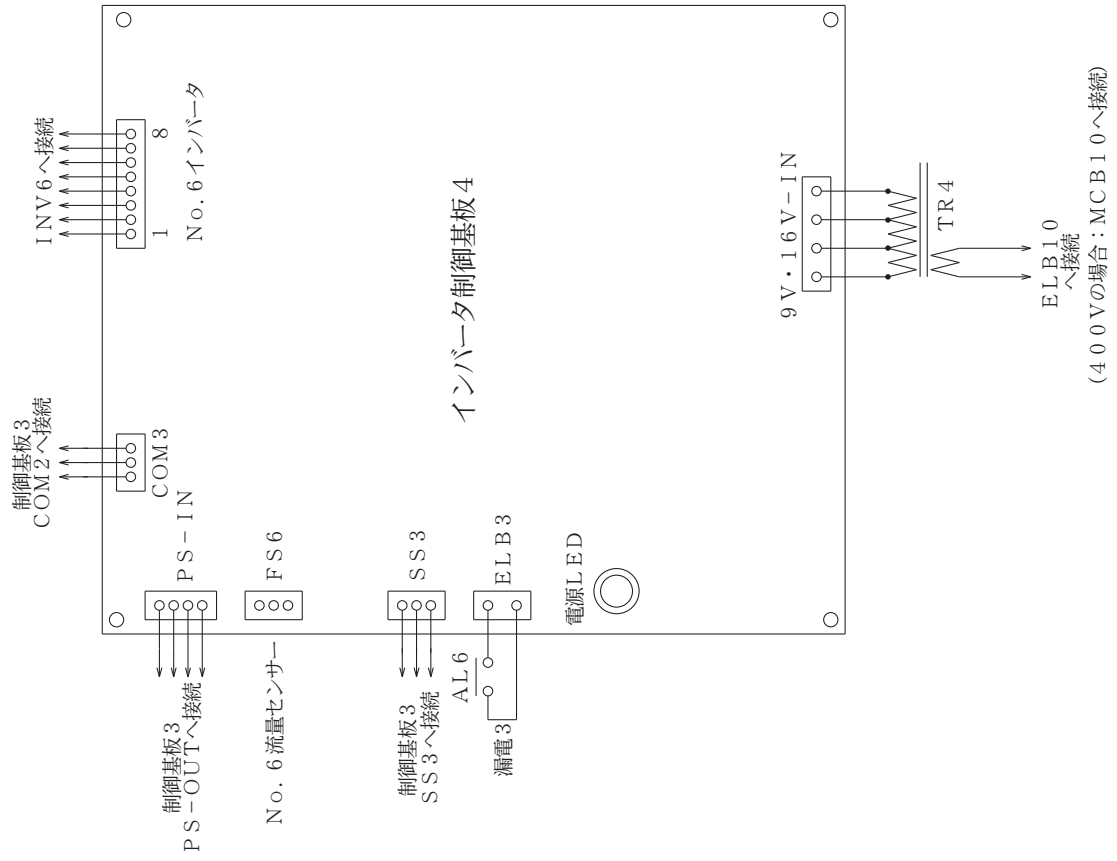 INV6へ接続
1
8
No.6インバータ
制御基板3
COM2へ接続
COM3
制御基板3
PS-OUTへ接続
PS-IN
No.6流量センサー
FS6
制御基板3
SS3へ接続
SS3
漏電3
AL6
ELB3
電源LED
インバータ制御基板4
9V・16V-IN
TR4
ELB10
へ接続
(400Vの場合:MCB10へ接続)